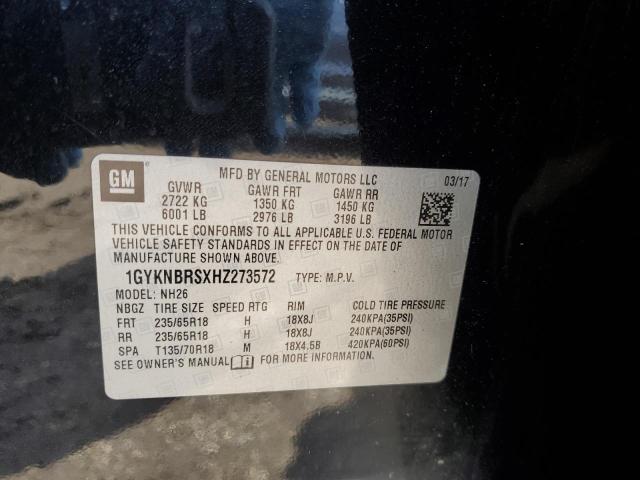 GM
MFD BY GENERAL MOTORS LLC 03/17
GVWR GAWR FRT GAWR RR
2722 KG 1350 KG 1450 KG
6001 LB 2976 LB 3196 LB
THIS VEHICLE CONFORMS TO ALL APPLICABLE U.S. FEDERAL MOTOR
VEHICLE SAFETY STANDARDS IN EFFECT ON THE DATE OF
MANUFACTURE SHOWN ABOVE.
1GYKNBRSXHZ273572 TYPE: M.P.V.
MODEL: NH26
NBGZ TIRE SIZE SPEED RTG RIM COLD TIRE PRESSURE
FRT 235/65R18 H 18X8J 240KPA(35PSI)
RR 235/65R18 H 18X8J 240KPA(35PSI)
SPA T135/70R18 M 18X4.5B 420KPA(60PSI)
SEE OWNER'S MANUAL FOR MORE INFORMATION.